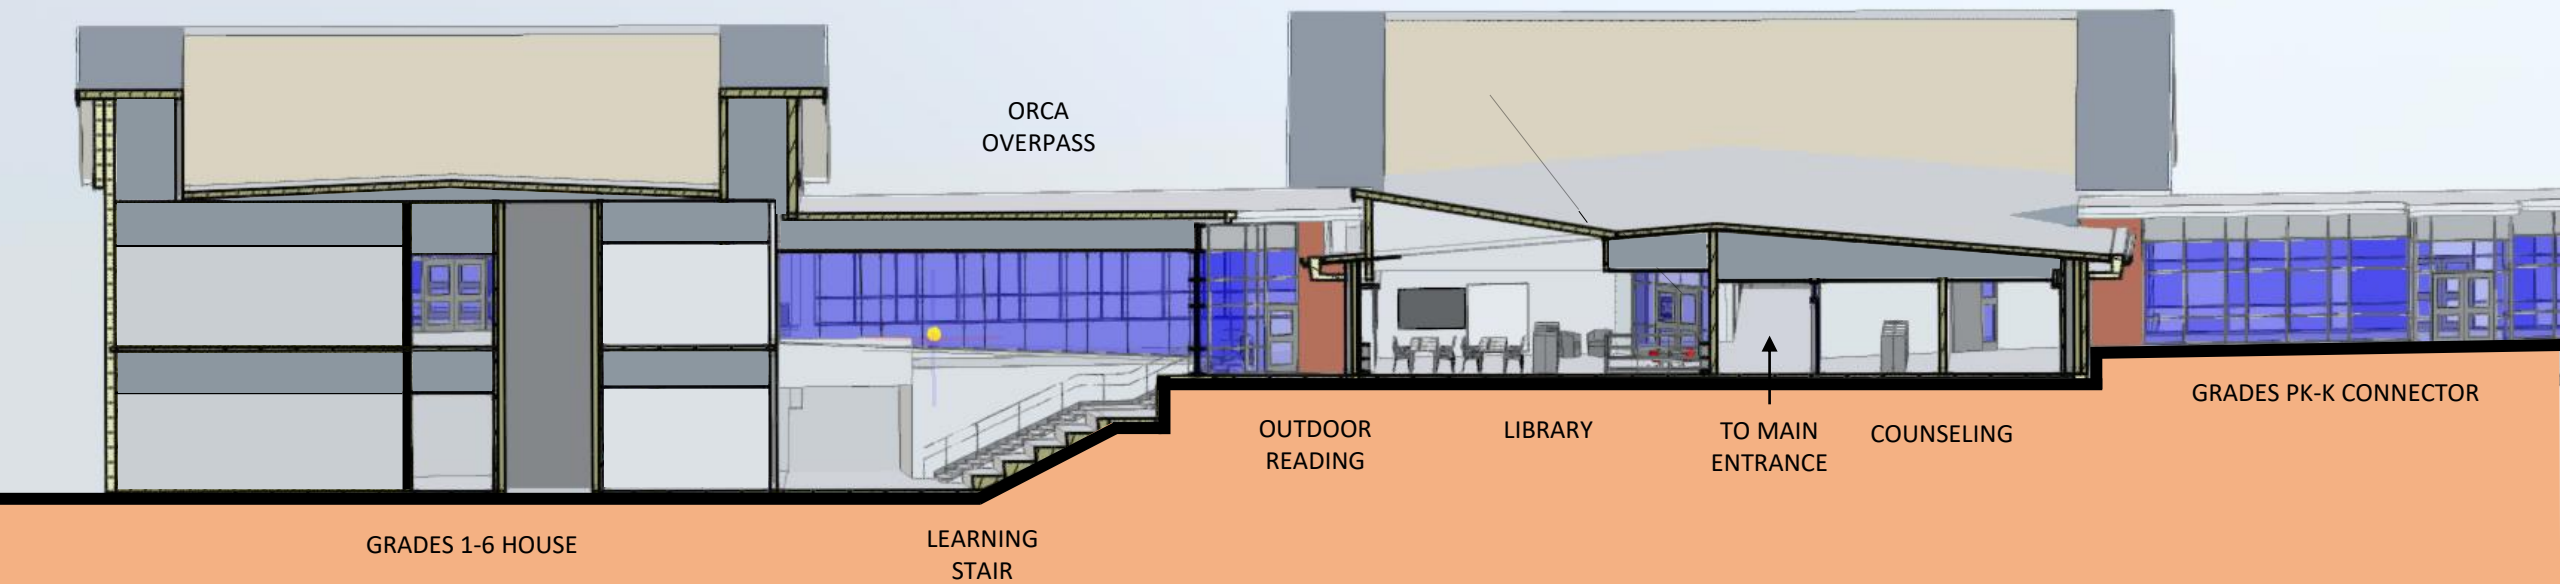 ORCA
OVERPASS
OUTDOOR
READING
LIBRARY
TO MAIN
ENTRANCE
COUNSELING
GRADES PK-K CONNECTOR
GRADES 1-6 HOUSE
LEARNING
STAIR